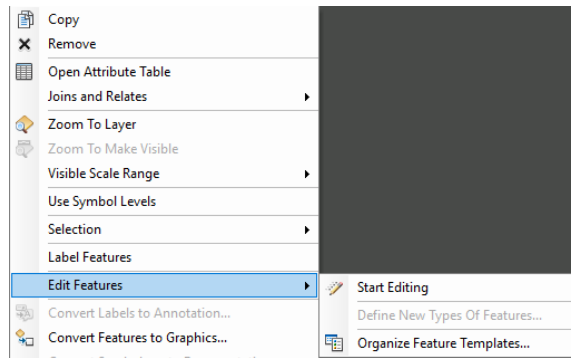 Copy
Remove
Open Attribute Table
Joins and Relates
Zoom To Layer
Zoom To Make Visible
Visible Scale Range
Use Symbol Levels
Selection
Label Features
Edit Features
Start Editing
Convert Labels to Annotation...
Define New Types Of Features...
Convert Features to Graphics...
Organize Feature Templates...